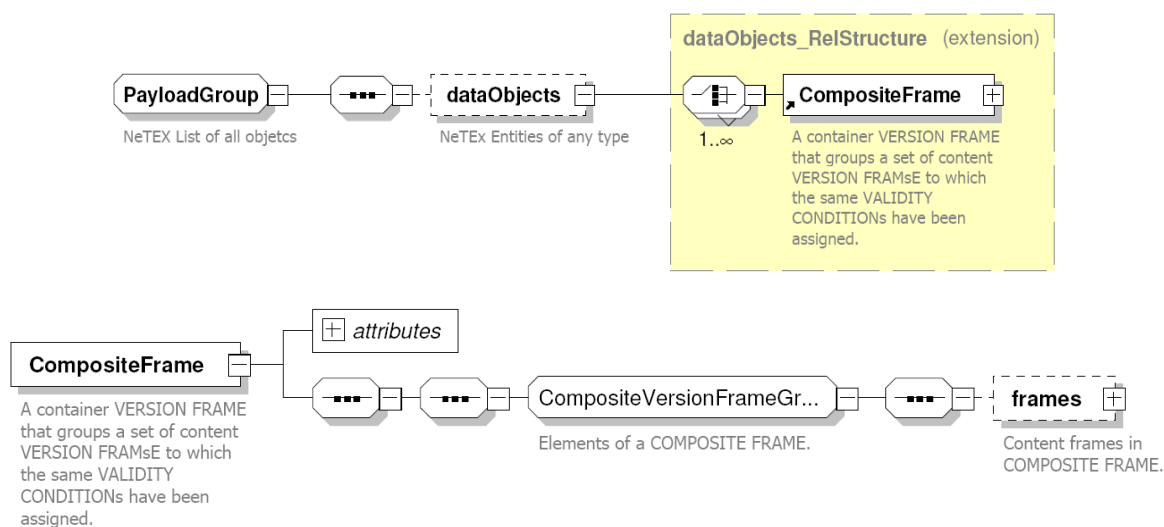 dataObjects_RelStructure (extension)
PayloadGroup
NeTEX List of all objetcs
dataObjects
NeTEx Entities of any type
1..∞
CompositeFrame
A container VERSION FRAME
that groups a set of content
VERSION FRAMsE to which
the same VALIDITY
CONDITIONs have been
assigned.
attributes
CompositeFrame
A container VERSION FRAME
that groups a set of content
VERSION FRAMsE to which
the same VALIDITY
CONDITIONs have been
assigned.
CompositeVersionFrameGr...
Elements of a COMPOSITE FRAME.
frames
Content frames in
COMPOSITE FRAME.